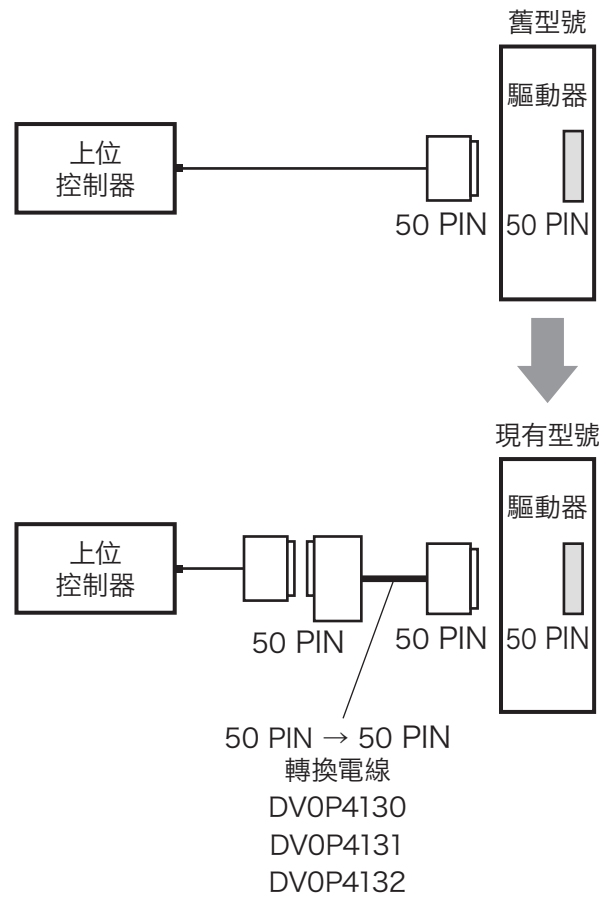 舊型號
驅動器
上位
控制器
50 PIN
50 PIN
現有型號
驅動器
上位
控制器
50 PIN
50 PIN
50 PIN
50 PIN → 50 PIN
轉換電線
DV0P4130
DV0P4131
DV0P4132